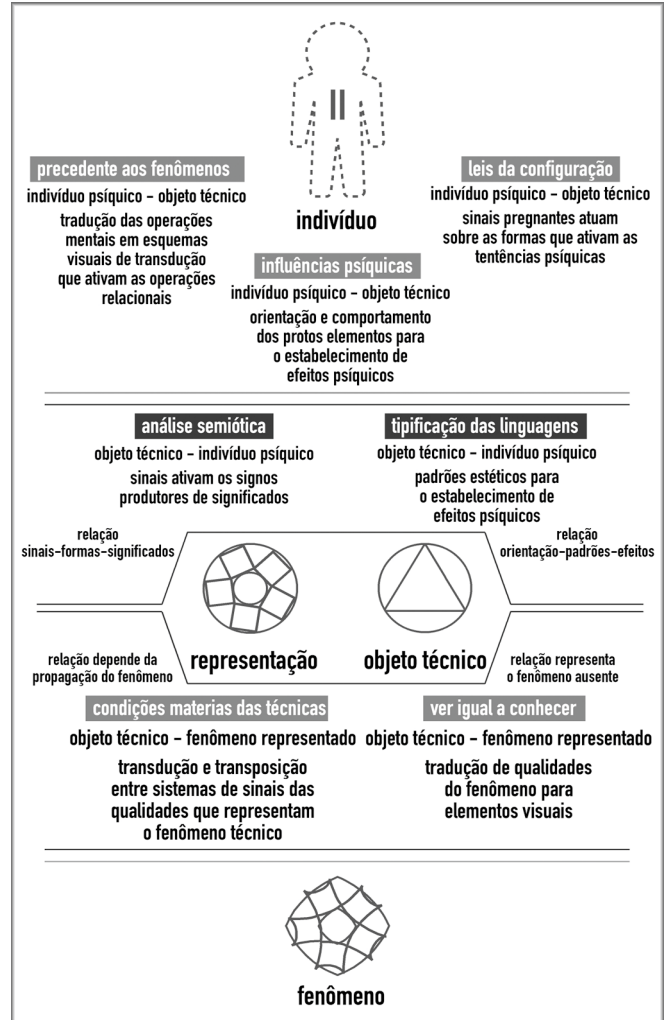 precedente aos fenômenos
indivíduo psíquico – objeto técnico
tradução das operações
mentais em esquemas
visuais de transdução
que ativam as operações
relacionais
indivíduo
leis da configuração
indivíduo psíquico – objeto técnico
sinais pregnantes atuam
sobre as formas que ativam as
tentências psíquicas
influências psíquicas
indivíduo psíquico – objeto técnico
orientação e comportamento
dos protos elementos para
o estabelecimento de
efeitos psíquicos
análise semiótica
objeto técnico – indivíduo psíquico
sinais ativam os signos
produtores de significados
tipificação das linguagens
objeto técnico – indivíduo psíquico
padrões estéticos para
o estabelecimento de
efeitos psíquicos
relação
sinais–formas–significados
relação
orientação–padrões–efeitos
representação
objeto técnico
relação depende da
propagação do fenômeno
relação representa
o fenômeno ausente
condições materias das técnicas
objeto técnico – fenômeno representado
transdução e transposição
entre sistemas de sinais das
qualidades que representam
o fenômeno técnico
ver igual a conhecer
objeto técnico – fenômeno representado
tradução de qualidades
do fenômeno para
elementos visuais
fenômeno